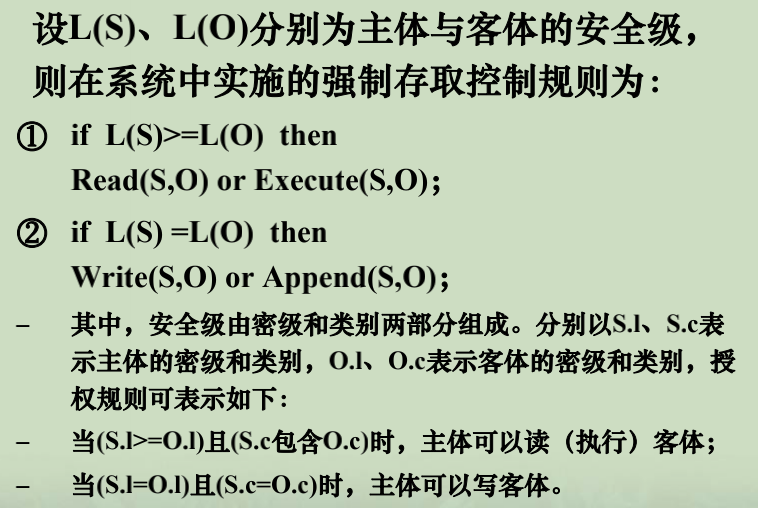 设L(S)、L(O)分别为主体与客体的安全级，
则在系统中实施的强制存取控制规则为：
① if L(S)>=L(O) then
Read(S,O) or Execute(S,O)；
② if L(S) =L(O) then
Write(S,O) or Append(S,O)；
– 其中，安全级由密级和类别两部分组成。分别以S.l、S.c表
示主体的密级和类别，O.l、O.c表示客体的密级和类别，授
权规则可表示如下：
– 当(S.l>=O.l)且(S.c包含O.c)时，主体可以读（执行）客体；
– 当(S.l=O.l)且(S.c=O.c)时，主体可以写客体。